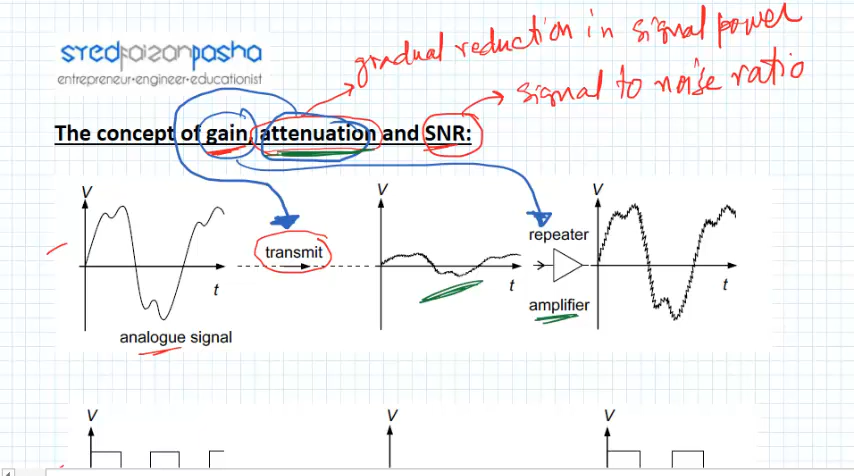 gradual reduction in signal power
SYEDFAIZANPASHA
entrepreneur•engineer•educationist
signal to noise ratio
The concept of gain, attenuation and SNR:
V
V
V
repeater
transmit
t
t
t
amplifier
analogue signal
V
V
V